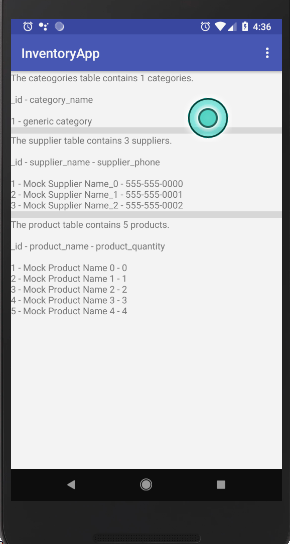 4:36
InventoryApp
The cateogories table contains 1 categories.
_id - category_name
1 - generic category
The supplier table contains 3 suppliers.
_id - supplier_name - supplier_phone
1 - Mock Supplier Name_0 - 555-555-0000
2 - Mock Supplier Name_1 - 555-555-0001
3 - Mock Supplier Name_2 - 555-555-0002
The product table contains 5 products.
_id - product_name - product_quantity
1 - Mock Product Name 0 - 0
2 - Mock Product Name 1 - 1
3 - Mock Product Name 2 - 2
4 - Mock Product Name 3 - 3
5 - Mock Product Name 4 - 4